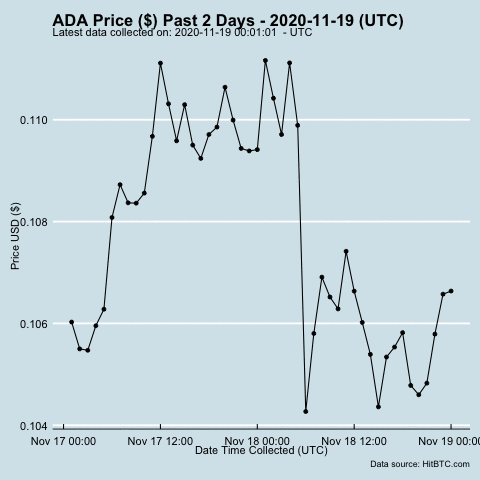 ADA Price ($) Past 2 Days - 2020-11-19 (UTC)
Latest data collected on: 2020-11-19 00:01:01 - UTC
0.110
0.108
0.106
0.104
Price USD ($)
Nov 17 00:00 Nov 17 12:00 Nov 18 00:00 Nov 18 12:00 Nov 19 00:00
Date Time Collected (UTC)
Data source: HitBTC.com